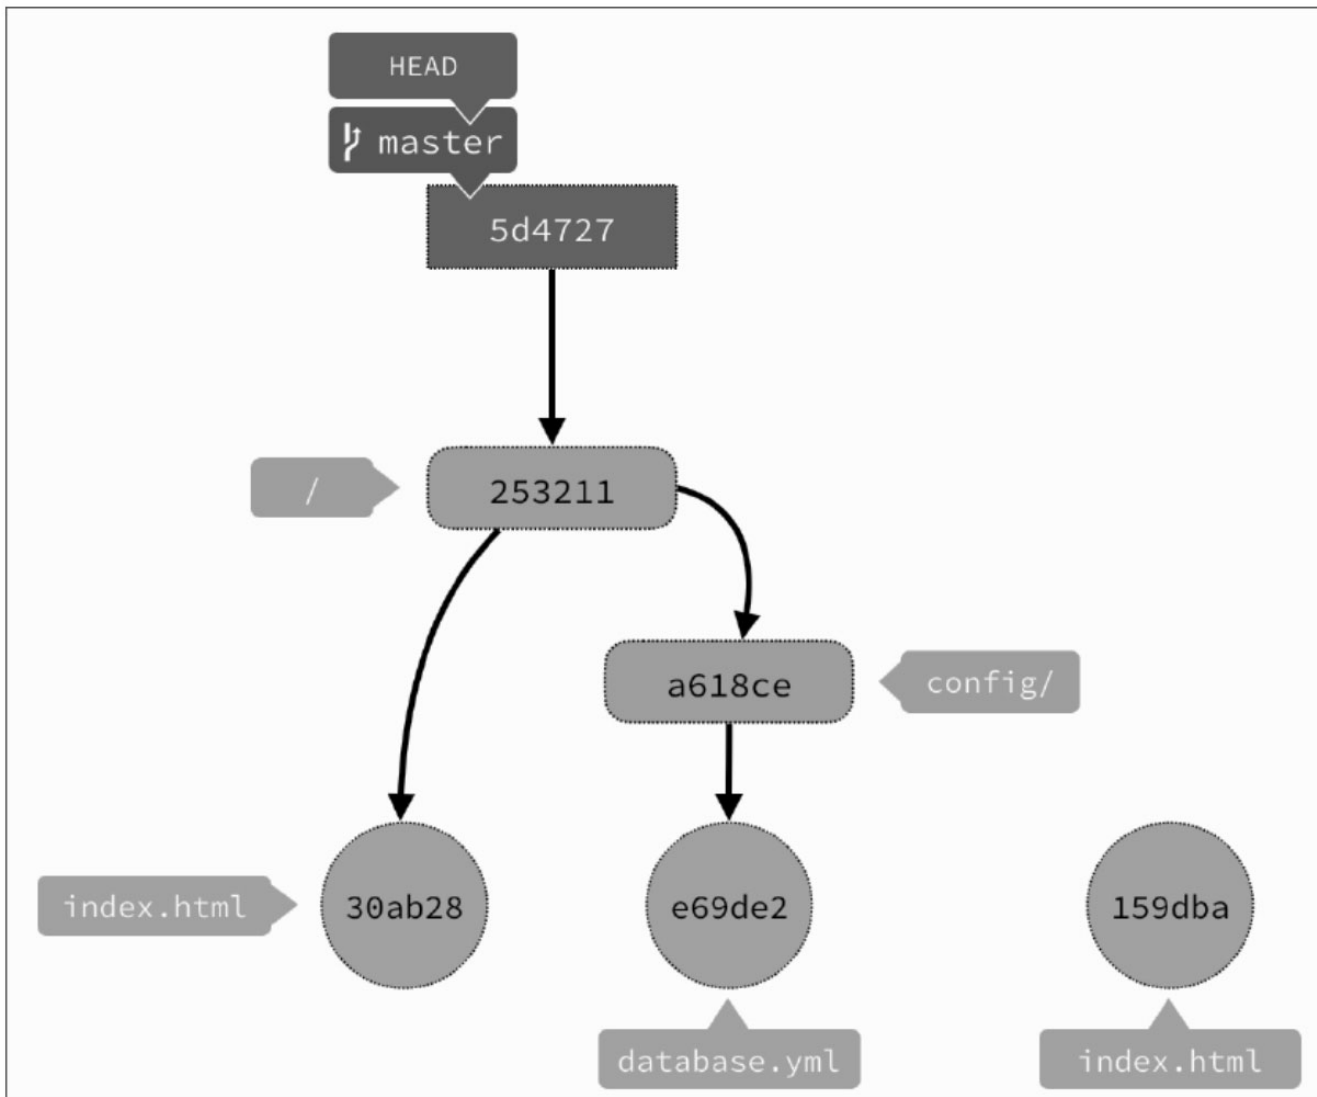 HEAD
master
5d4727
/
253211
a618ce
config/
index.html
30ab28
e69de2
159dba
database.yml
index.html